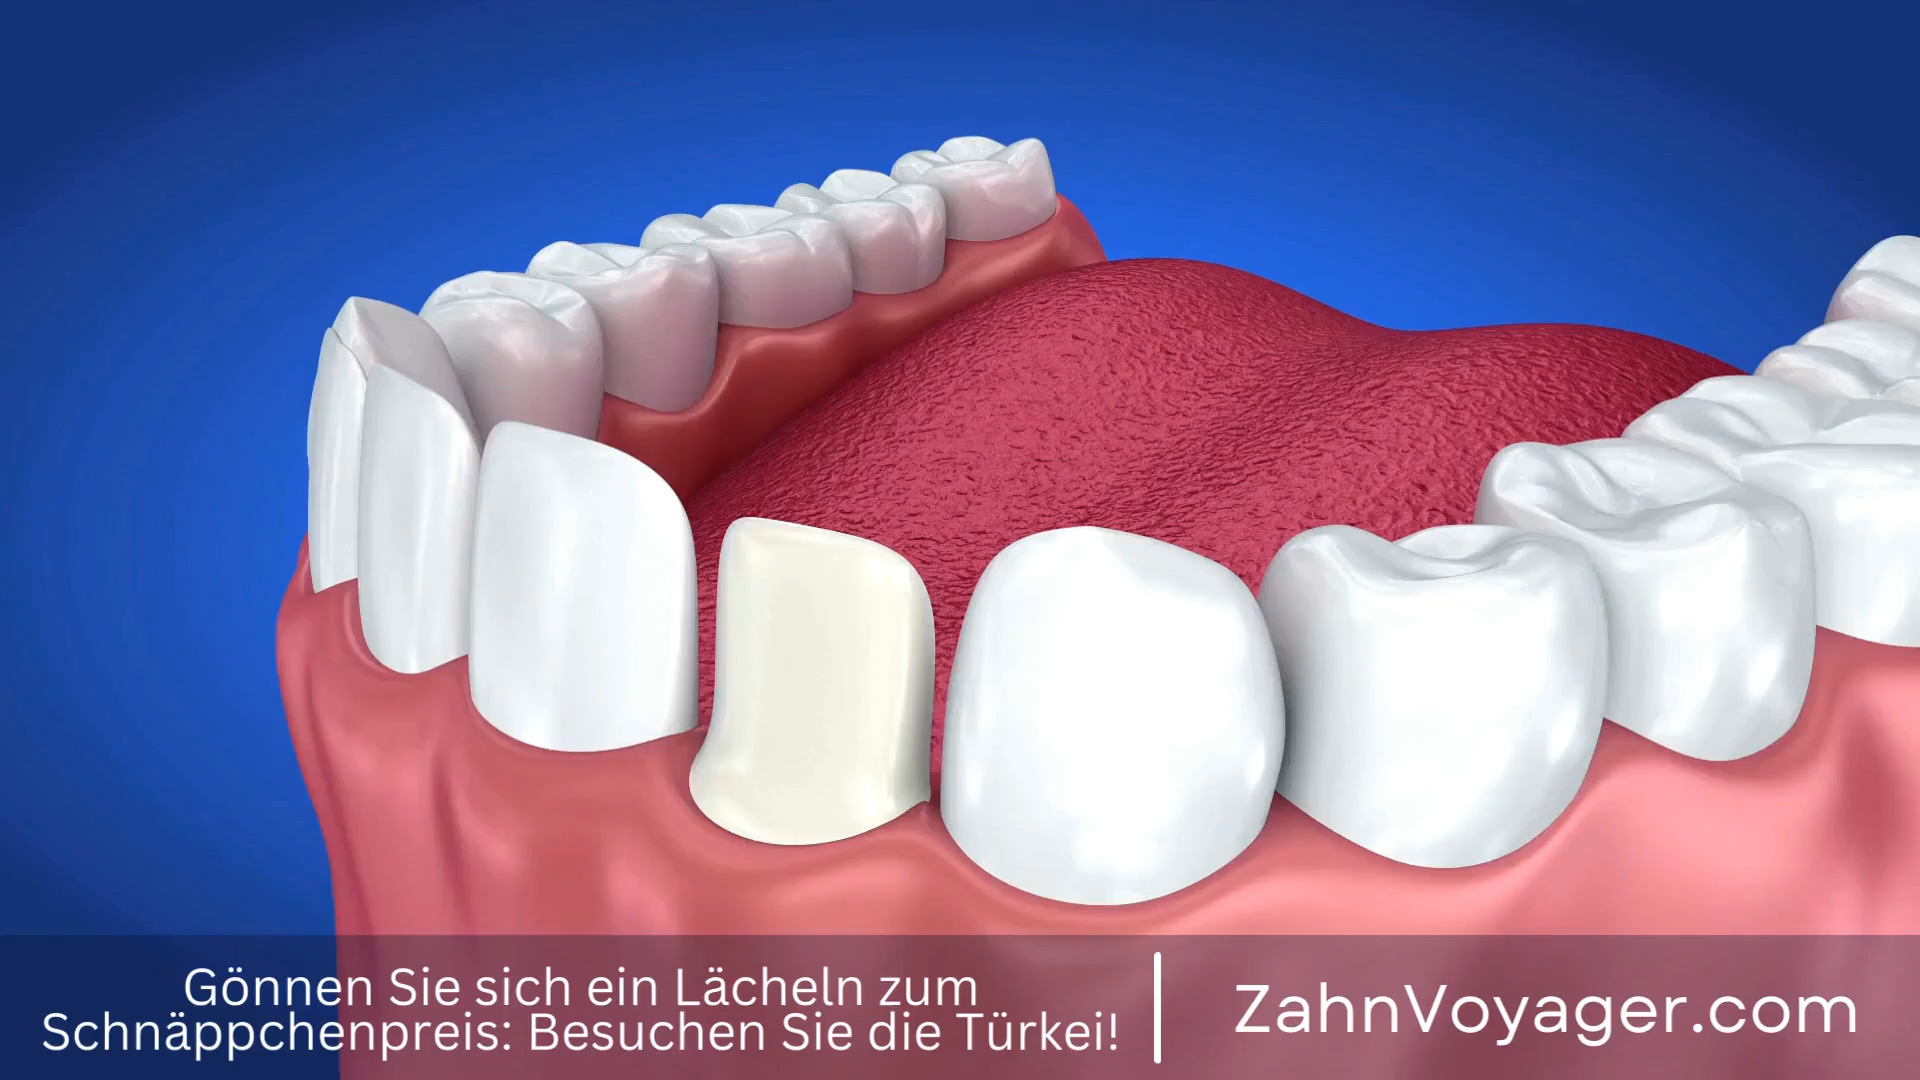 Gönnen Sie sich ein Lächeln zum
Schnäppchenpreis: Besuchen Sie die Türkei!
ZahnVoyager.com